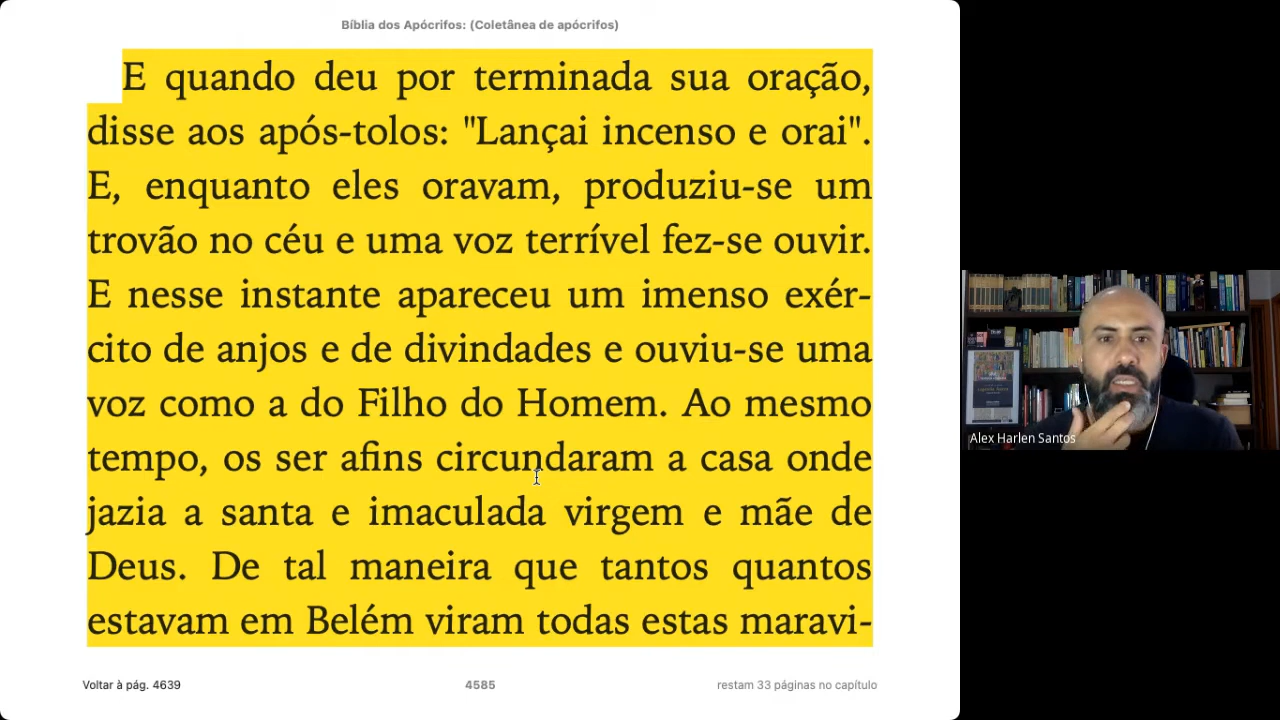 Bíblia dos Apócrifos: (Coletânea de apócrifos)
E quando deu por terminada sua oração,
disse aos após-tolos: "Lançai incenso e orai".
E, enquanto eles oravam, produziu-se um
trovão no céu e uma voz terrível fez-se ouvir.
E nesse instante apareceu um imenso exér-
cito de anjos e de divindades e ouviu-se uma
voz como a do Filho do Homem. Ao mesmo
tempo, os ser afins circundaram a casa onde
jazia a santa e imaculada virgem e mãe de
Deus. De tal maneira que tantos quantos
estavam em Belém viram todas estas maravi-
Voltar à pág. 4639
4585
restam 33 páginas no capítulo
Alex Harlen Santos